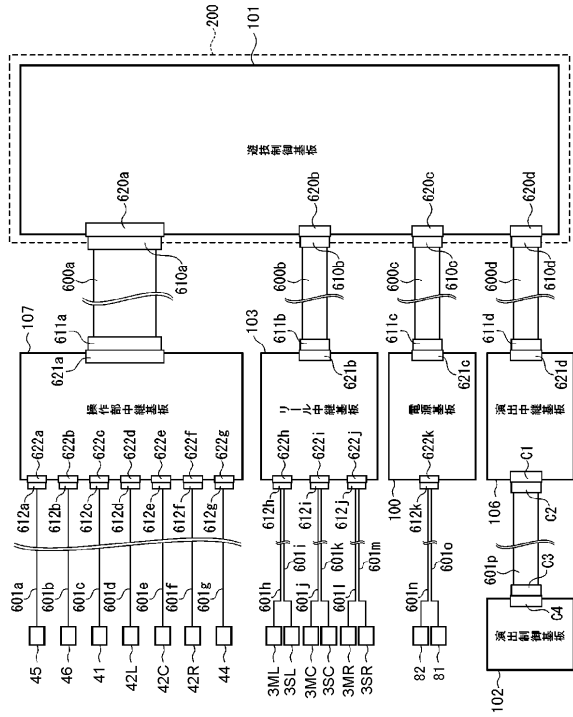 200
101
遊技制御基板
620a
620b
620c
620d
610a
610b
610c
610d
600a
600b
600c
600d
611a
611b
611c
611d
621a
621b
621c
621d
107
103
100
106
操作部中継基板
リール中継基板
電源基板
演出中継基板
622a
622b
622c
622d
622e
622f
622g
622h
622i
622j
622k
C1
612a
612b
612c
612d
612e
612f
612g
612h
612i
612j
612k
C2
601a
601b
601c
601d
601e
601f
601g
601h
601i
601j
601k
601l
601m
601n
601o
601p
C3
C4
45
46
41
42L
42C
42R
44
3ML
3SL
3MC
3SC
3MR
3SR
82
81
演出制御基板
102